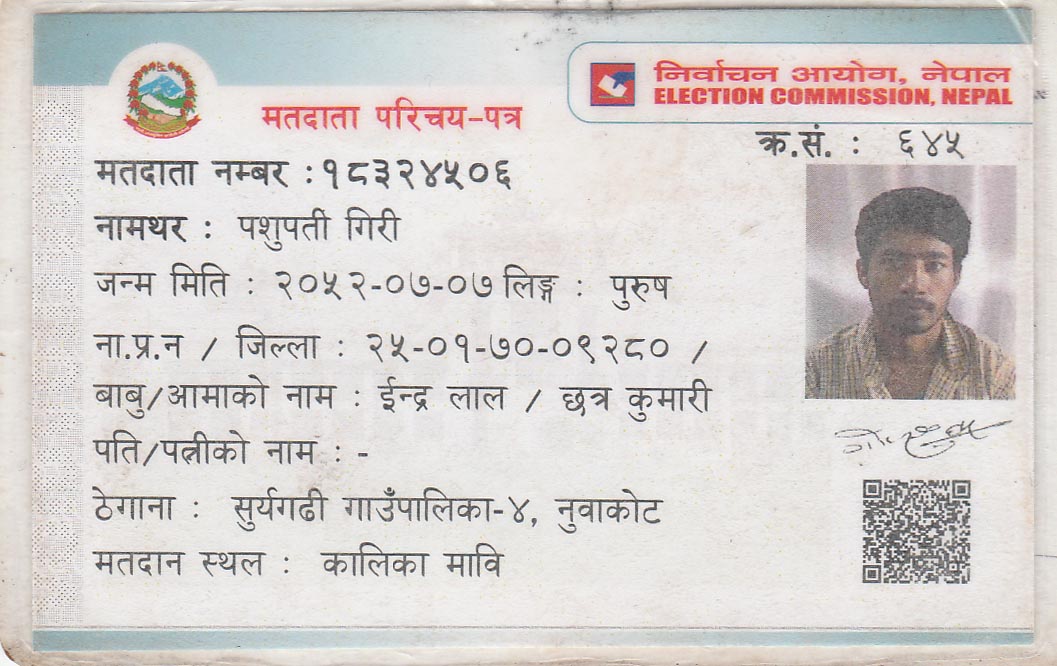 निर्वाचन आयोग, नेपाल
ELECTION COMMISSION, NEPAL
मतदाता परिचय-पत्र
क्र.सं. : ६४५
मतदाता नम्बर :१८३२४५०६
नामथर : पशुपती गिरी
जन्म मिति : २०५२-०७-०७ लिङ्ग : पुरुष
ना.प्र.न / जिल्ला : २५-०१-७०-०९२८० /
बाबु/आमाको नाम : ईन्द्र लाल / छत्र कुमारी
पति/पत्नीको नाम : -
ठेगाना : सुर्यगढी गाउँपालिका-४, नुवाकोट
मतदान स्थल : कालिका मावि